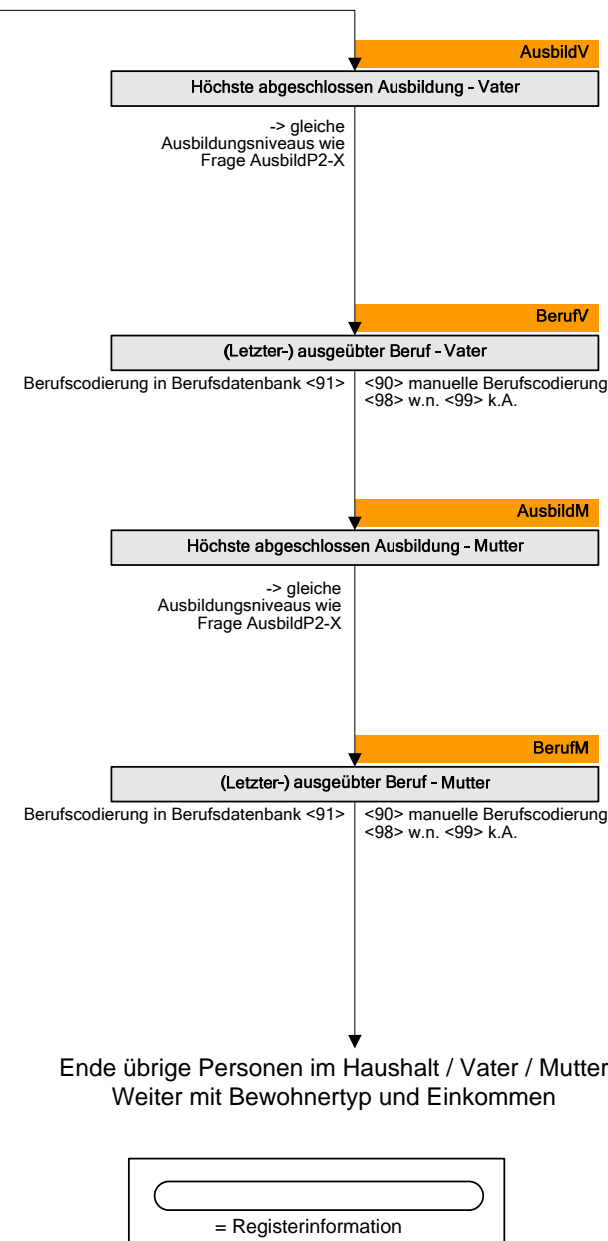 AusbildV
Höchste abgeschlossen Ausbildung - Vater
-> gleiche
Ausbildungsniveaus wie
Frage AusbildP2-X
BerufV
(Letzter-) ausgeübter Beruf - Vater
Berufscodierung in Berufsdatenbank <91>
<90> manuelle Berufscodierung
<98> w.n. <99> k.A.
AusbildM
Höchste abgeschlossen Ausbildung - Mutter
-> gleiche
Ausbildungsniveaus wie
Frage AusbildP2-X
BerufM
(Letzter-) ausgeübter Beruf - Mutter
Berufscodierung in Berufsdatenbank <91>
<90> manuelle Berufscodierung
<98> w.n. <99> k.A.
Ende übrige Personen im Haushalt / Vater / Mutter
Weiter mit Bewohnertyp und Einkommen
= Registerinformation